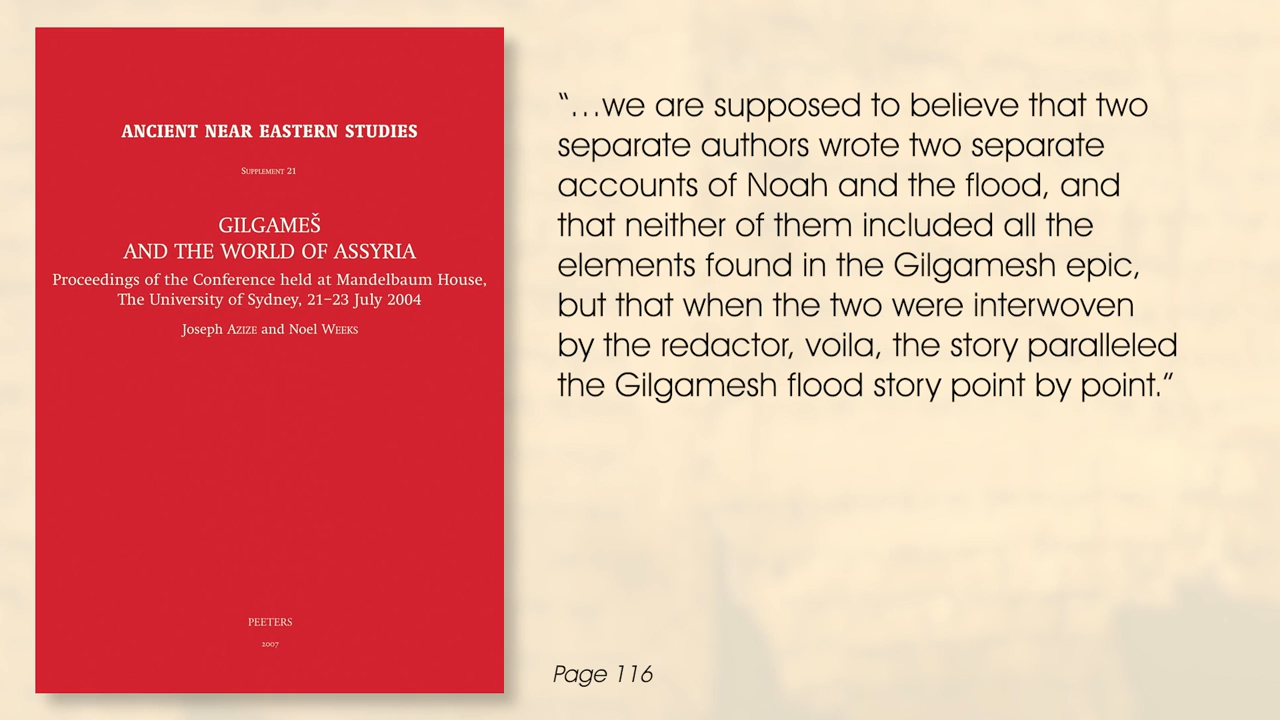 ANCIENT NEAR EASTERN STUDIES
SUPPLEMENT 21
GILGAMEŠ
AND THE WORLD OF ASSYRIA
Proceedings of the Conference held at Mandelbaum House,
The University of Sydney, 21–23 July 2004
Joseph AZIZE and Noel WEEKS
PEETERS
2007
“…we are supposed to believe that two
separate authors wrote two separate
accounts of Noah and the flood, and
that neither of them included all the
elements found in the Gilgamesh epic,
but that when the two were interwoven
by the redactor, voila, the story paralleled
the Gilgamesh flood story point by point.”
Page 116